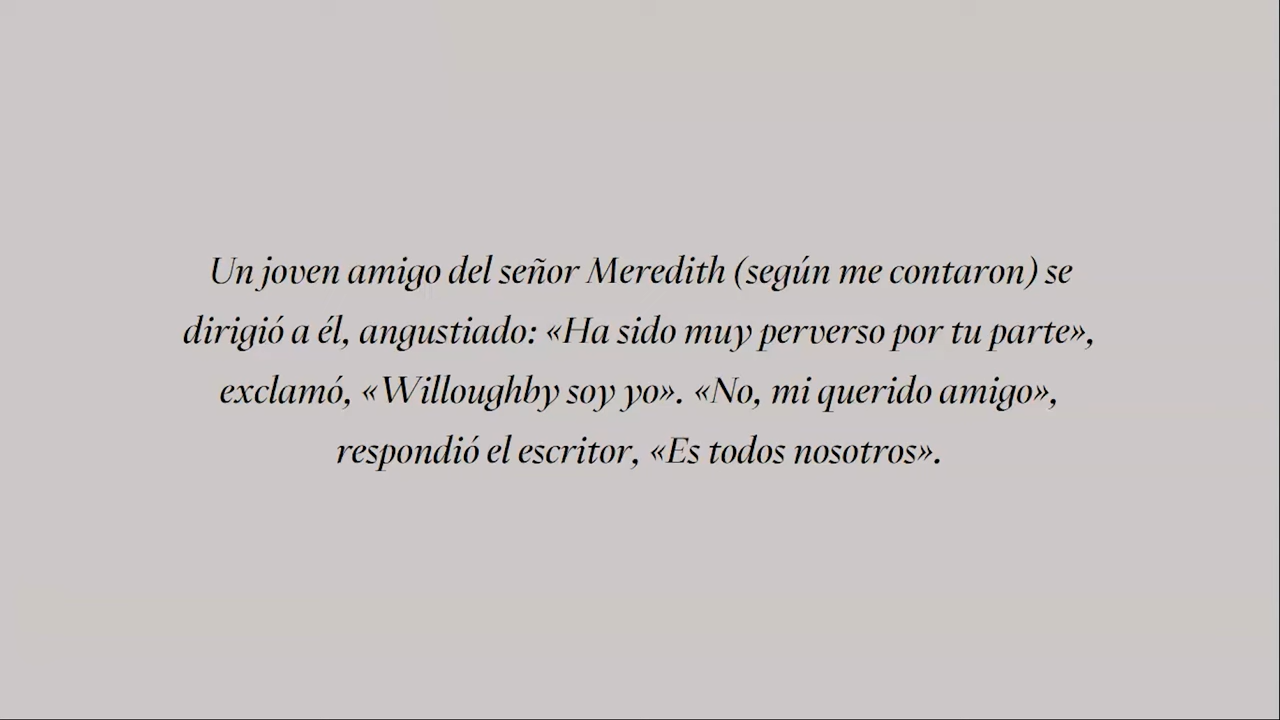 Un joven amigo del señor Meredith (según me contaron) se
dirigió a él, angustiado: «Ha sido muy perverso por tu parte»,
exclamó, «Willoughby soy yo». «No, mi querido amigo»,
respondió el escritor, «Es todos nosotros».